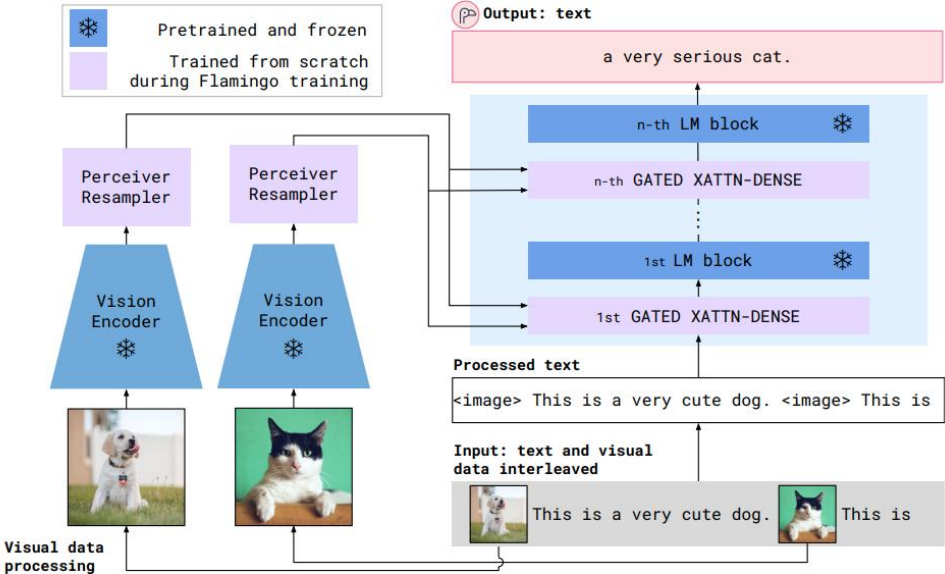 Pretrained and frozen
Trained from scratch
during Flamingo training
Output: text
a very serious cat.
n-th LM block
n-th GATED XATTN-DENSE
1st LM block
1st GATED XATTN-DENSE
Perceiver
Resampler
Perceiver
Resampler
Vision
Encoder
Vision
Encoder
Processed text
<image> This is a very cute dog. <image> This is
Input: text and visual
data interleaved
This is a very cute dog. This is
Visual data
processing